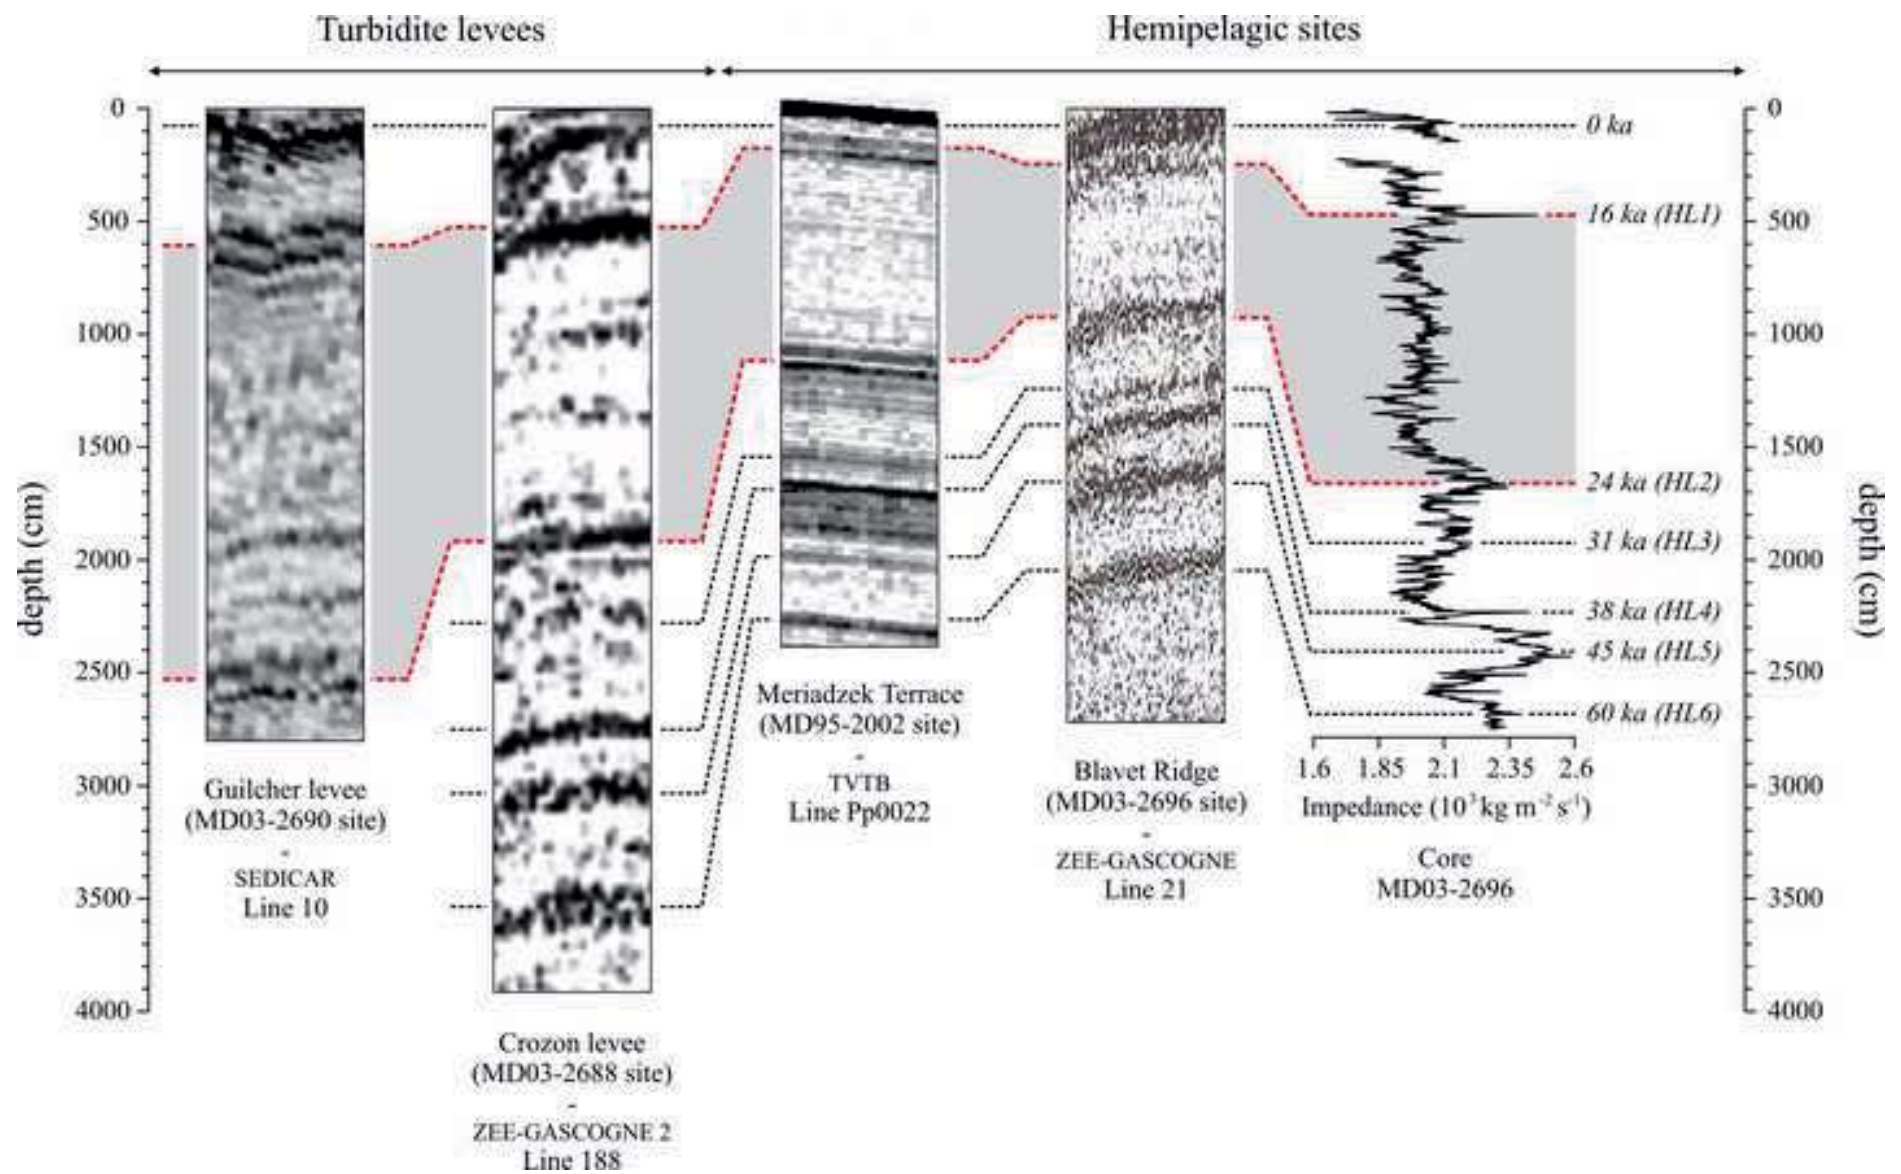 Turbidite levees
Hemipelagic sites
0
500
1000
1500
2000
2500
3000
3500
4000
depth (cm)
Guilcher levee
(MD03-2690 site)
-
SEDICAR
Line 10
Crozon levee
(MD03-2688 site)
-
ZEE-GASCOGNE 2
Line 188
Meriadzek Terrace
(MD95-2002 site)
-
TVTB
Line Pp0022
Blavet Ridge
(MD03-2696 site)
-
ZEE-GASCOGNE
Line 21
1.6 1.85 2.1 2.35 2.6
Impedance (10³ kg m⁻² s⁻¹)
Core
MD03-2696
0 ka
16 ka (HL1)
24 ka (HL2)
31 ka (HL3)
38 ka (HL4)
45 ka (HL5)
60 ka (HL6)
0
500
1000
1500
2000
2500
3000
3500
4000
depth (cm)